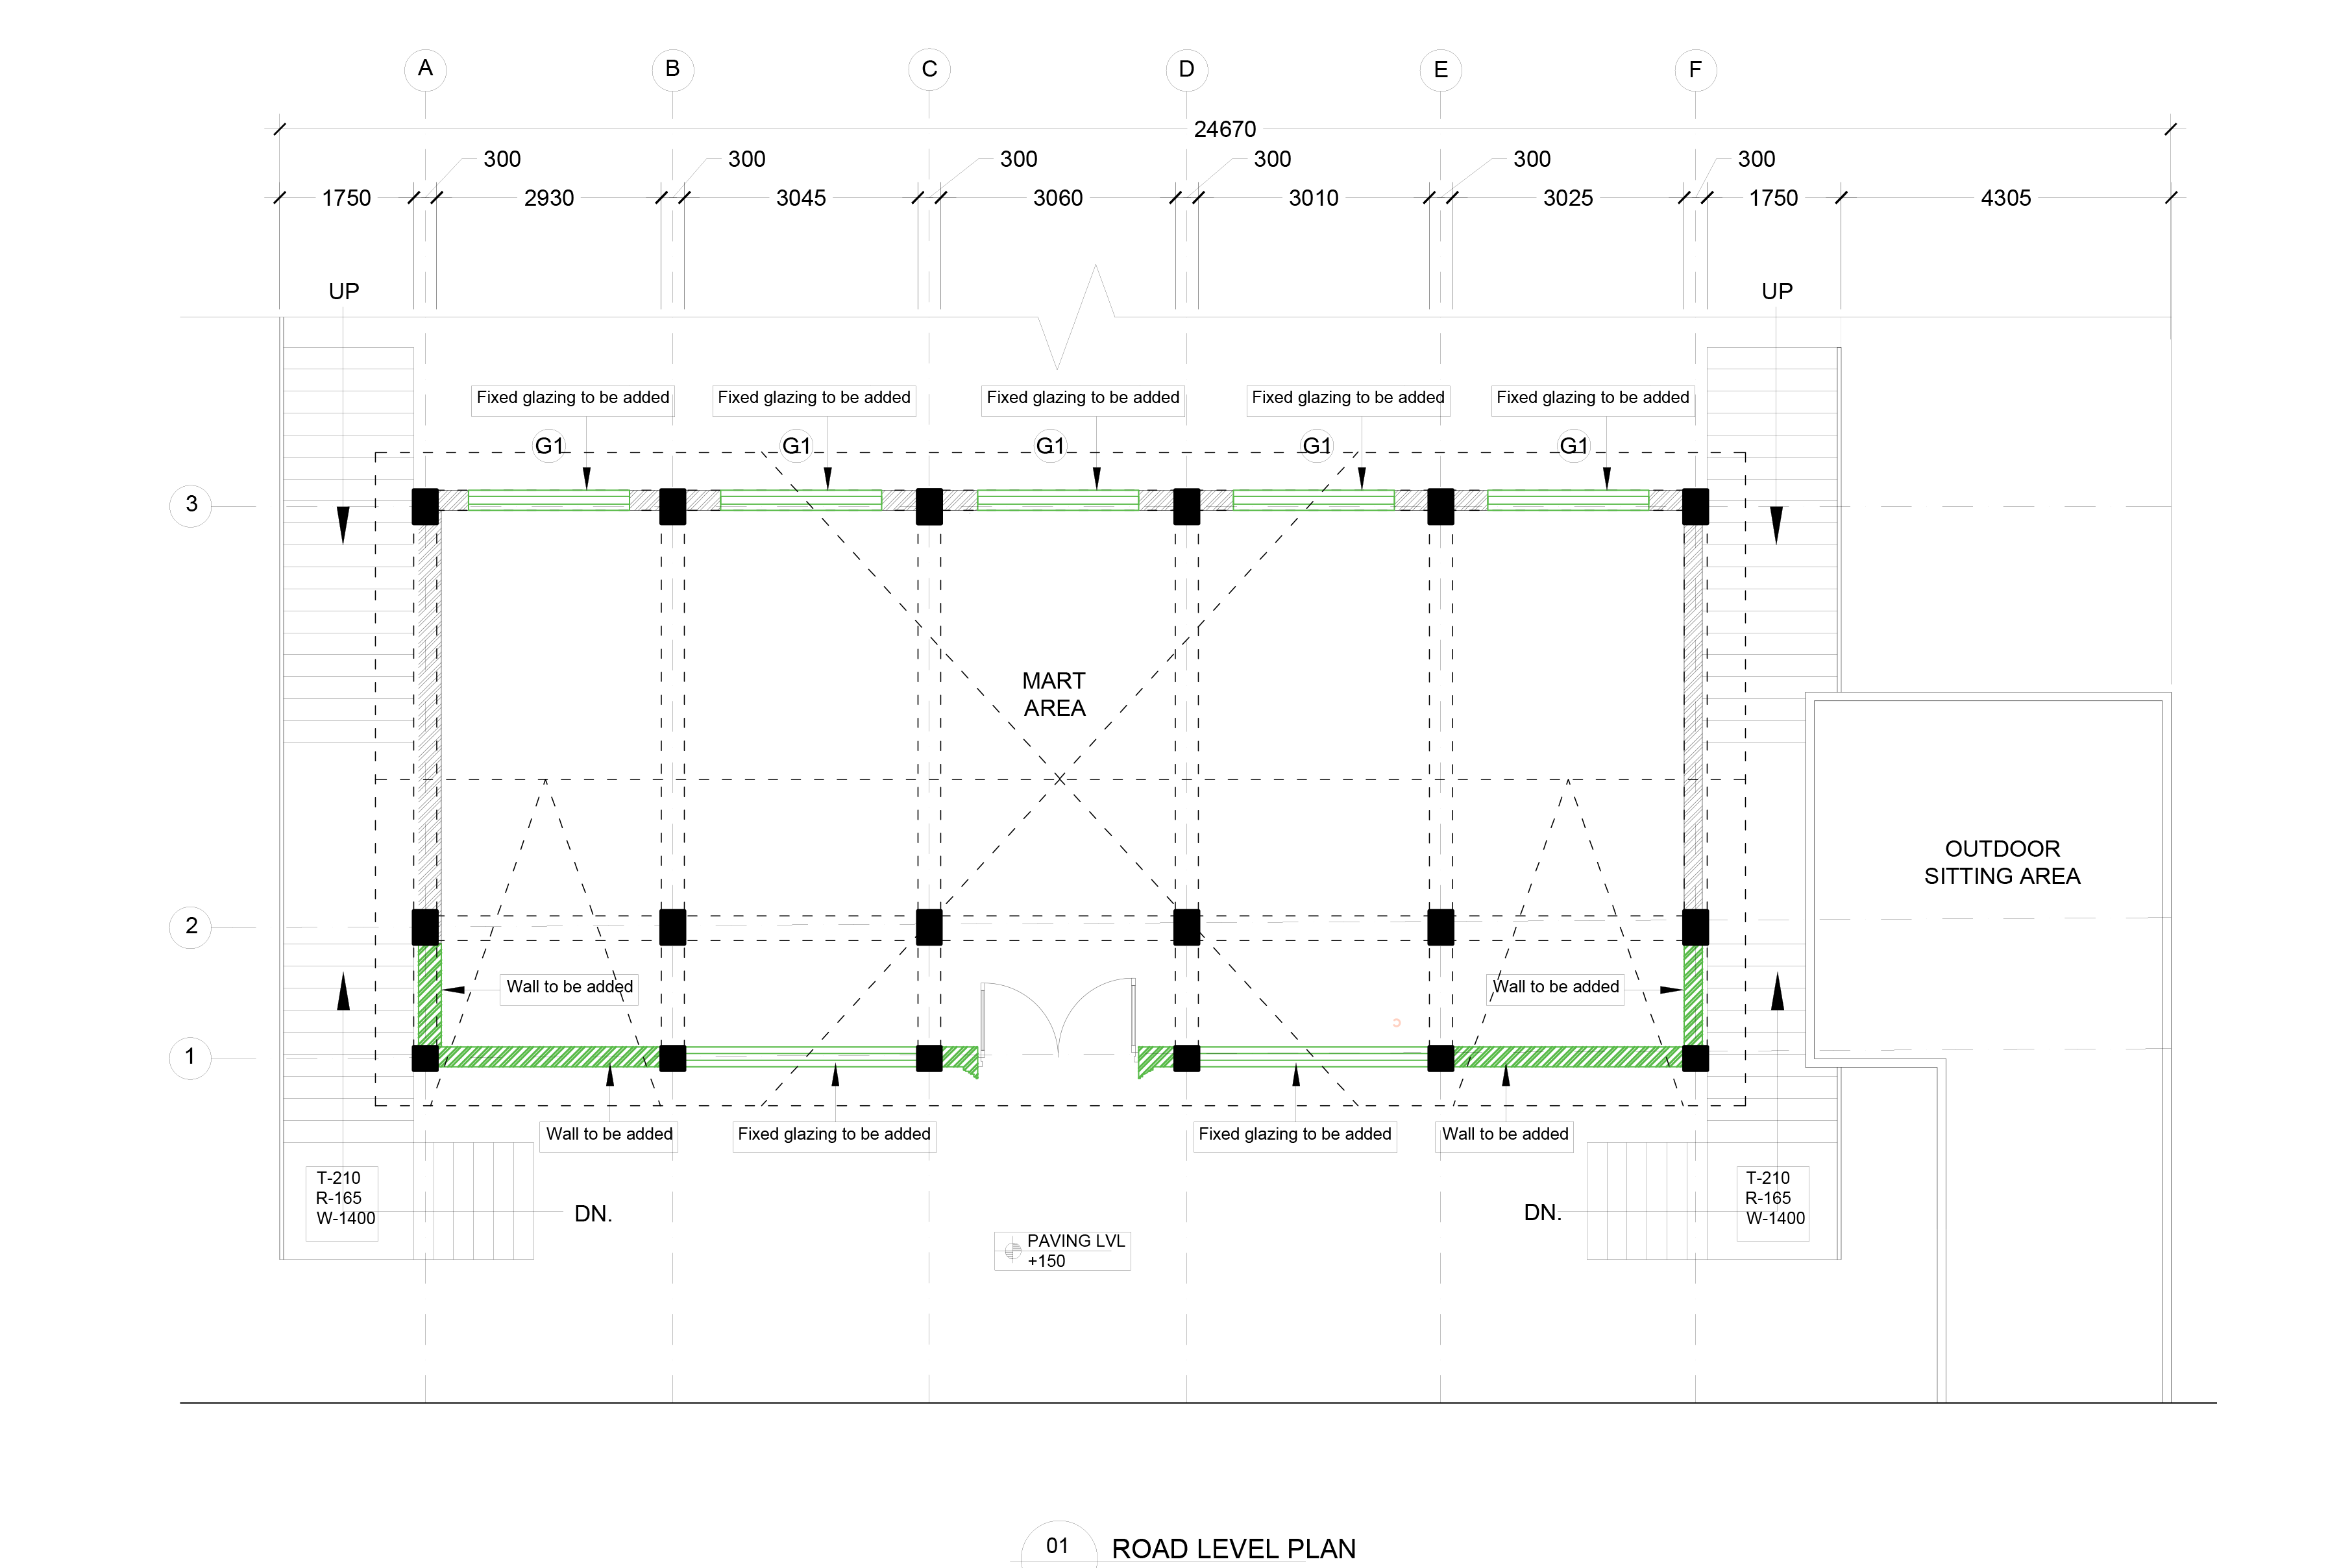 A
B
C
D
E
F
24670
300
300
300
300
300
300
1750
2930
3045
3060
3010
3025
1750
4305
UP
UP
Fixed glazing to be added
Fixed glazing to be added
Fixed glazing to be added
Fixed glazing to be added
Fixed glazing to be added
G1
G1
G1
G1
G1
3
MART
AREA
OUTDOOR
SITTING AREA
2
Wall to be added
Wall to be added
1
Wall to be added
Fixed glazing to be added
Fixed glazing to be added
Wall to be added
T-210
R-165
W-1400
DN.
DN.
T-210
R-165
W-1400
PAVING LVL
+150
01
ROAD LEVEL PLAN